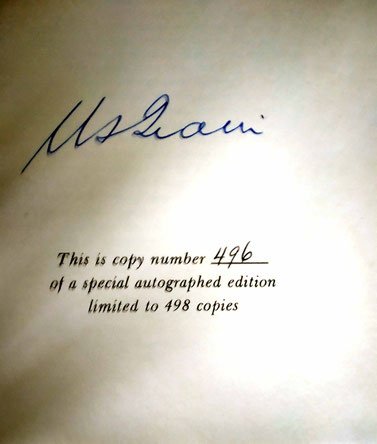 This is copy number 496
of a special autographed edition
limited to 498 copies